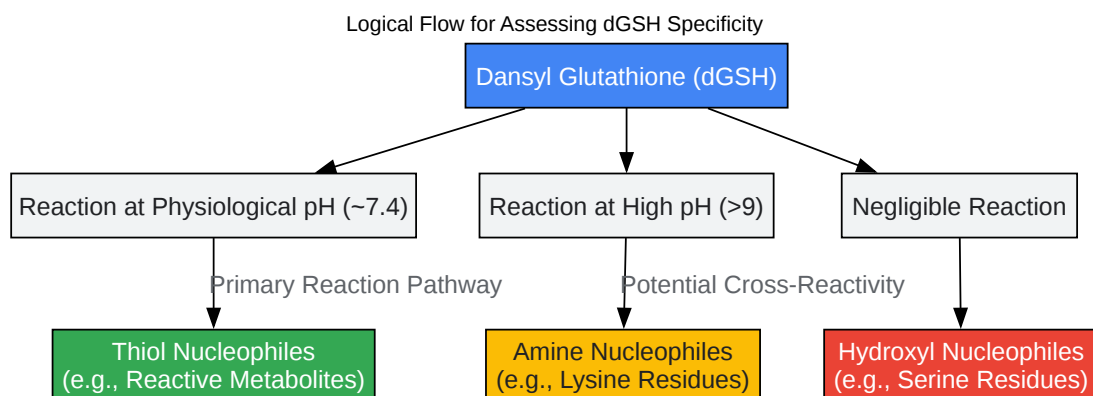 Logical Flow for Assessing dGSH Specificity
Dansyl Glutathione (dGSH)
Reaction at Physiological pH (~7.4)
Reaction at High pH (>9)
Negligible Reaction
Primary Reaction Pathway
Potential Cross-Reactivity
Thiol Nucleophiles
(e.g., Reactive Metabolites)
Amine Nucleophiles
(e.g., Lysine Residues)
Hydroxyl Nucleophiles
(e.g., Serine Residues)